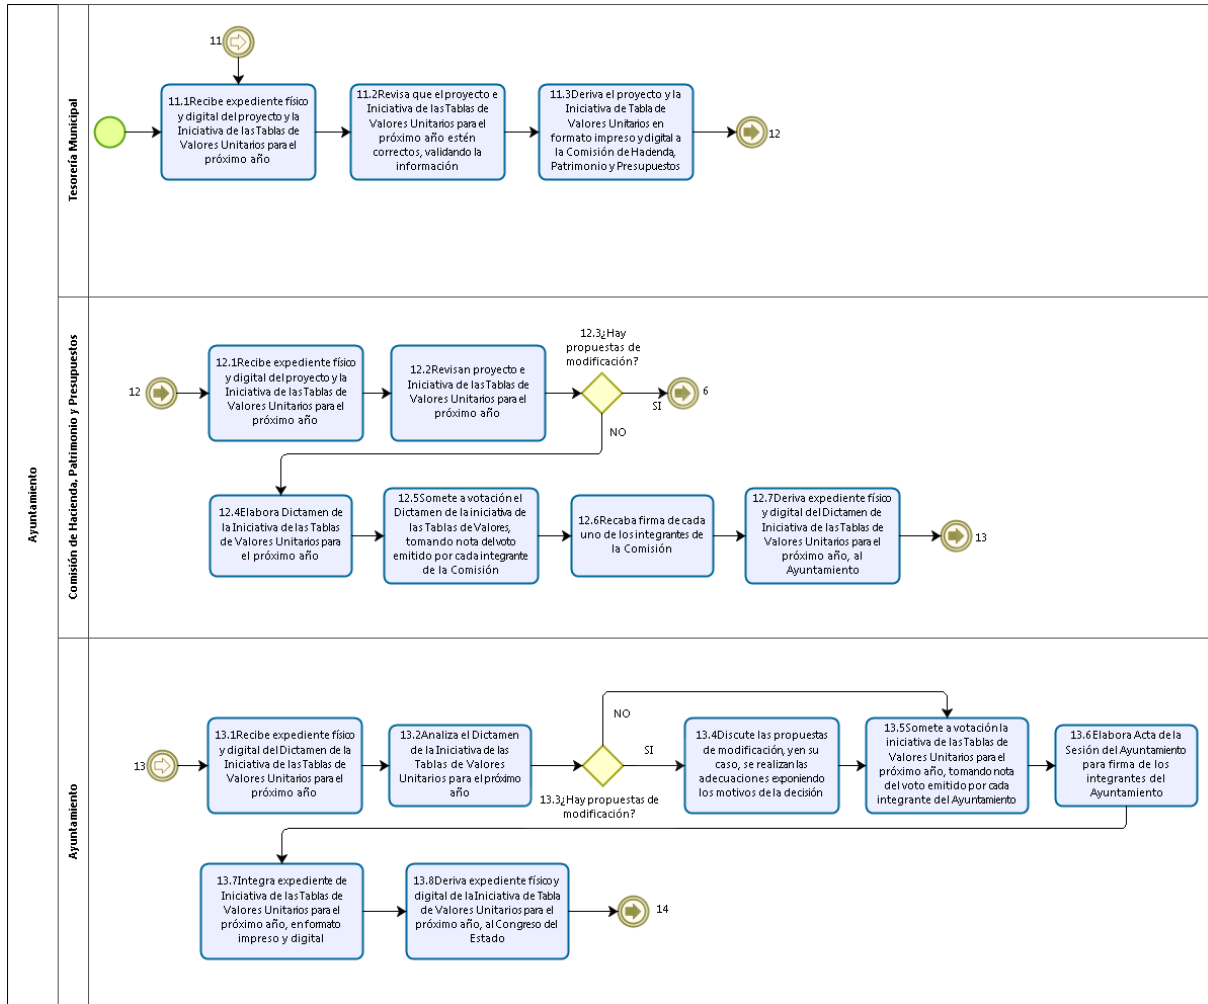 Ayuntamiento
Tesorería Municipal
11
11.1Recibe expediente físico
y digital del proyecto y la
Iniciativa de las Tablas de
Valores Unitarios para el
próximo año
11.2Revisa que el proyecto e
Iniciativa de las Tablas de
Valores Unitarios para el
próximo año estén
correctos, validando la
información
11.3Deriva el proyecto y la
Iniciativa de Tabla de
Valores Unitarios en
formato impreso y digital a
la Comisión de Hacienda,
Patrimonio y Presupuestos
12
Comisión de Hacienda, Patrimonio y Presupuestos
12
12.1Recibe expediente físico
y digital del proyecto y la
Iniciativa de las Tablas de
Valores Unitarios para el
próximo año
12.2Revisan proyecto e
Iniciativa de las Tablas de
Valores Unitarios para el
próximo año
12.3¿Hay
propuestas de
modificación?
SI
6
NO
12.4Elabora Dictamen de
la Iniciativa de las Tablas
de Valores Unitarios para
el próximo año
12.5Somete a votación el
Dictamen de la iniciativa de
las Tablas de Valores,
tomando nota del voto
emitido por cada integrante
de la Comisión
12.6Recaba firma de cada
uno de los integrantes de
la Comisión
12.7Deriva expediente físico
y digital del Dictamen de
Iniciativa de las Tablas de
Valores Unitarios para el
próximo año, al
Ayuntamiento
13
Ayuntamiento
13
13.1Recibe expediente físico
y digital del Dictamen de la
Iniciativa de las Tablas de
Valores Unitarios para el
próximo año
13.2Analiza el Dictamen
de la Iniciativa de las
Tablas de Valores
Unitarios para el próximo
año
NO
SI
13.3¿Hay propuestas de
modificación?
13.4Discute las propuestas
de modificación, y en su
caso, se realizan las
adecuaciones exponiendo
los motivos de la decisión
13.5Somete a votación la
iniciativa de las Tablas de
Valores Unitarios para el
próximo año, tomando nota
del voto emitido por cada
integrante del Ayuntamiento
13.6Elabora Acta de la
Sesión del Ayuntamiento
para firma de los
integrantes del
Ayuntamiento
13.7Integra expediente de
Iniciativa de las Tablas de
Valores Unitarios para el
próximo año, en formato
impreso y digital
13.8Deriva expediente físico y
digital de la Iniciativa de Tabla
de Valores Unitarios para el
próximo año, al Congreso del
Estado
14